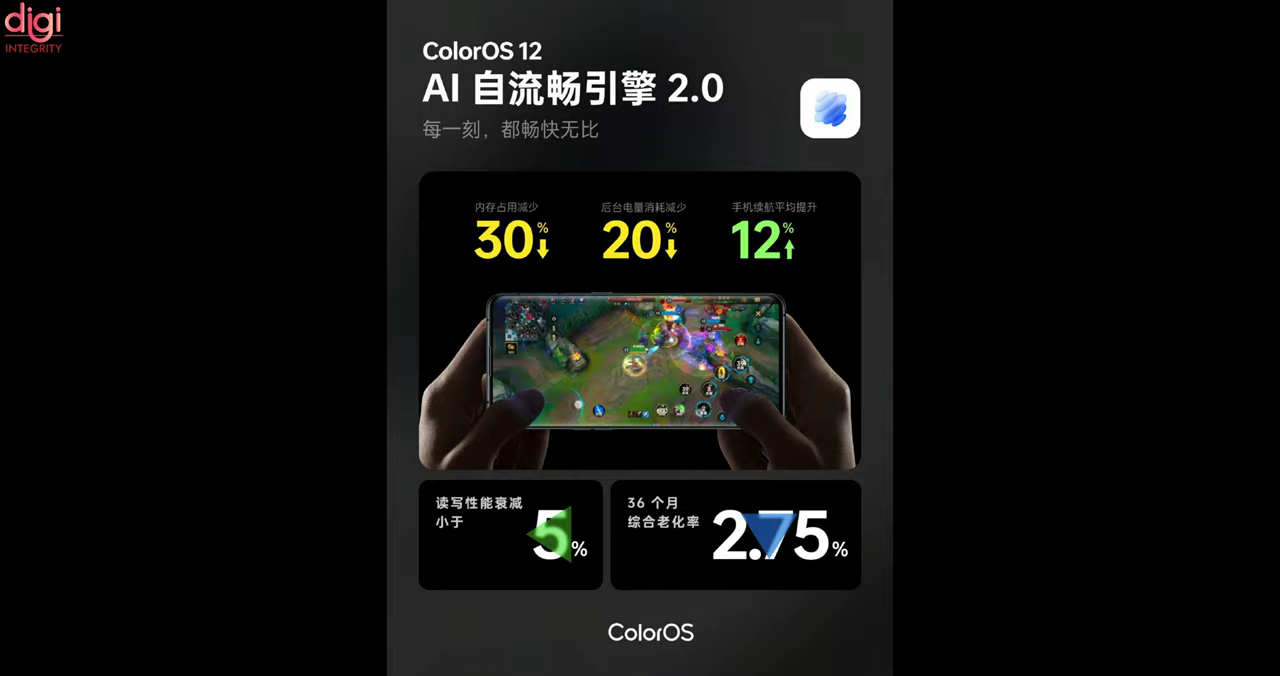 digi
INTEGRITY
ColorOS 12
AI 自流畅引擎 2.0
每一刻，都畅快无比
内存占用减少
30%
后台电量消耗减少
20%
手机续航平均提升
12%
读写性能衰减
小于
5%
36 个月
综合老化率
2.75%
ColorOS